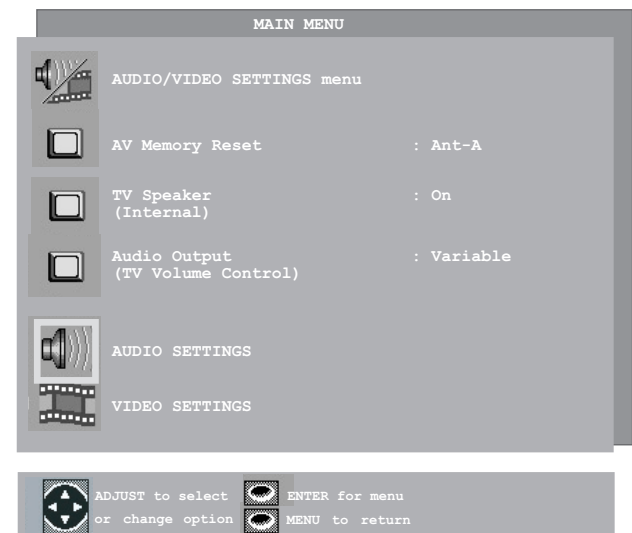 MAIN MENU
AUDIO/VIDEO SETTINGS menu
AV Memory Reset : Ant-A
TV Speaker : On
(Internal)
Audio Output : Variable
(TV Volume Control)
AUDIO SETTINGS
VIDEO SETTINGS
ADJUST to select ENTER for menu
or change option MENU to return